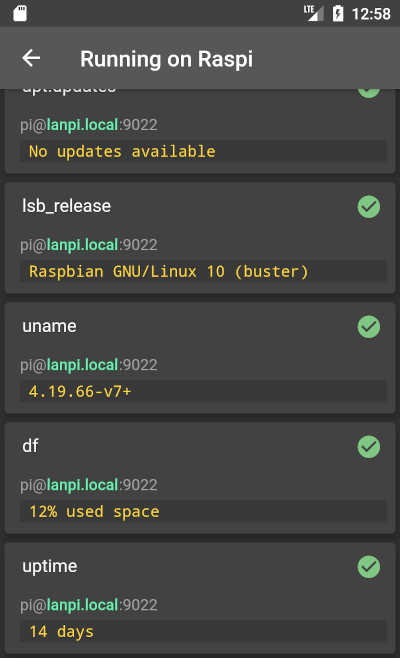 LTE 12:58
Running on Raspi
apt.updates
pi@lanpi.local:9022
No updates available
lsb_release
pi@lanpi.local:9022
Raspbian GNU/Linux 10 (buster)
uname
pi@lanpi.local:9022
4.19.66-v7+
df
pi@lanpi.local:9022
12% used space
uptime
pi@lanpi.local:9022
14 days